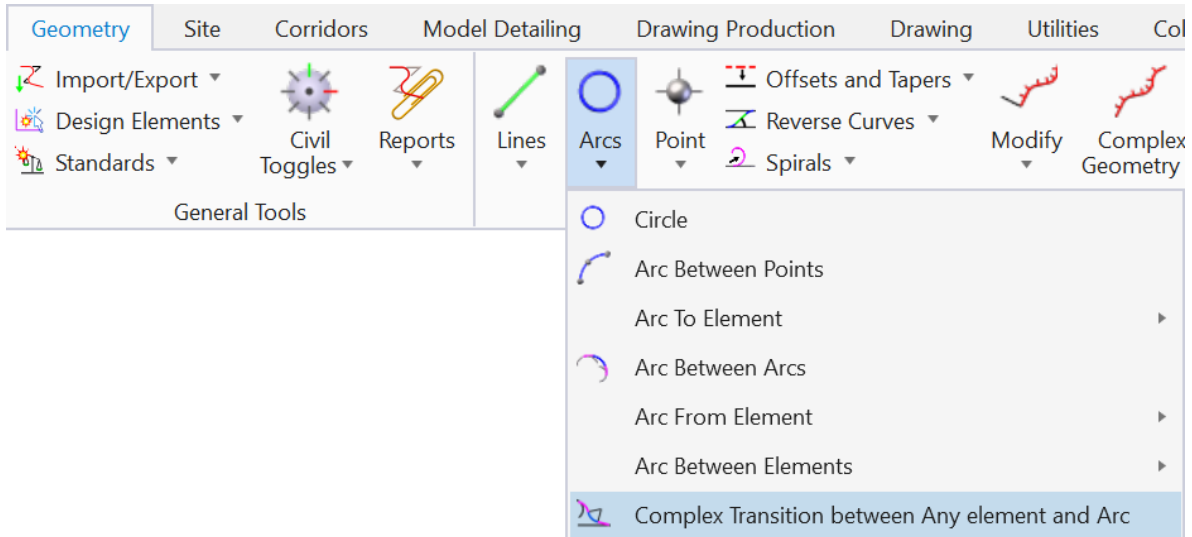 Geometry Site Corridors Model Detailing Drawing Production Drawing Utilities Col
Import/Export
Design Elements
Standards
Civil
Toggles
Reports
Lines
Arcs
Point
Offsets and Tapers
Reverse Curves
Spirals
Modify
Complex
Geometry
General Tools
Circle
Arc Between Points
Arc To Element
Arc Between Arcs
Arc From Element
Arc Between Elements
Complex Transition between Any element and Arc